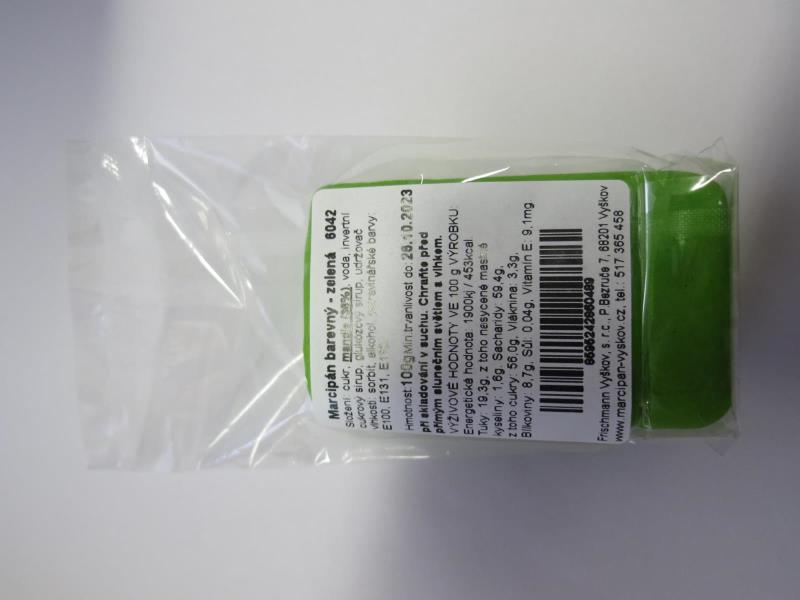 Marcipán barevný - zelená 6042
Složení: cukr, mandle (38%), voda, invertní
cukrový sirup, glukózový sirup, udržovač
vlhkosti: sorbit, alkohol, potravinářské barvy:
E100, E131,
Hmotnost:100g Min.trvanlivost do: 26.10.2023
při skladování v suchu. Chraňte před
přímým slunečním světlem a vlhkem.
VÝŽIVOVÉ HODNOTY VE 100 g VÝROBKU:
Energetická hodnota: 1900kj / 453kcal.
Tuky: 19,3g, z toho nasycené mastné
kyseliny: 1,6g, Sacharidy: 59,4g,
z toho cukry: 56,0g, Vláknina: 3,3g,
Bílkoviny: 8,7g, Sůl: 0,04g, Vitamín E: 9,1mg
Frischmann Vyškov, s. r.c., P.Bezruče 7, 68201 Vyškov
www.marcipan-vyskov.cz, tel.: 517 365 458